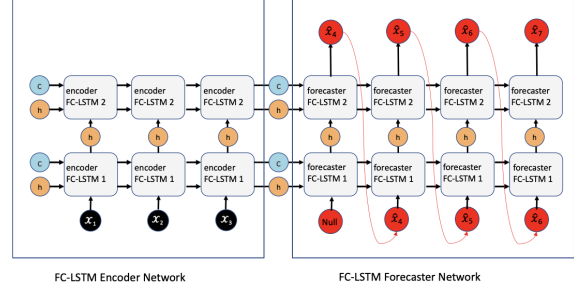 x̂₄ x̂₅ x̂₆ x̂₇
c encoder FC-LSTM 2 encoder FC-LSTM 2 encoder FC-LSTM 2 c forecaster FC-LSTM 2 forecaster FC-LSTM 2 forecaster FC-LSTM 2 forecaster FC-LSTM 2
h h
h h h h h h h
c encoder FC-LSTM 1 encoder FC-LSTM 1 encoder FC-LSTM 1 c forecaster FC-LSTM 1 forecaster FC-LSTM 1 forecaster FC-LSTM 1 forecaster FC-LSTM 1
h h
x₁ x₂ x₃ Null x̂₄ x̂₅ x̂₆
FC-LSTM Encoder Network FC-LSTM Forecaster Network